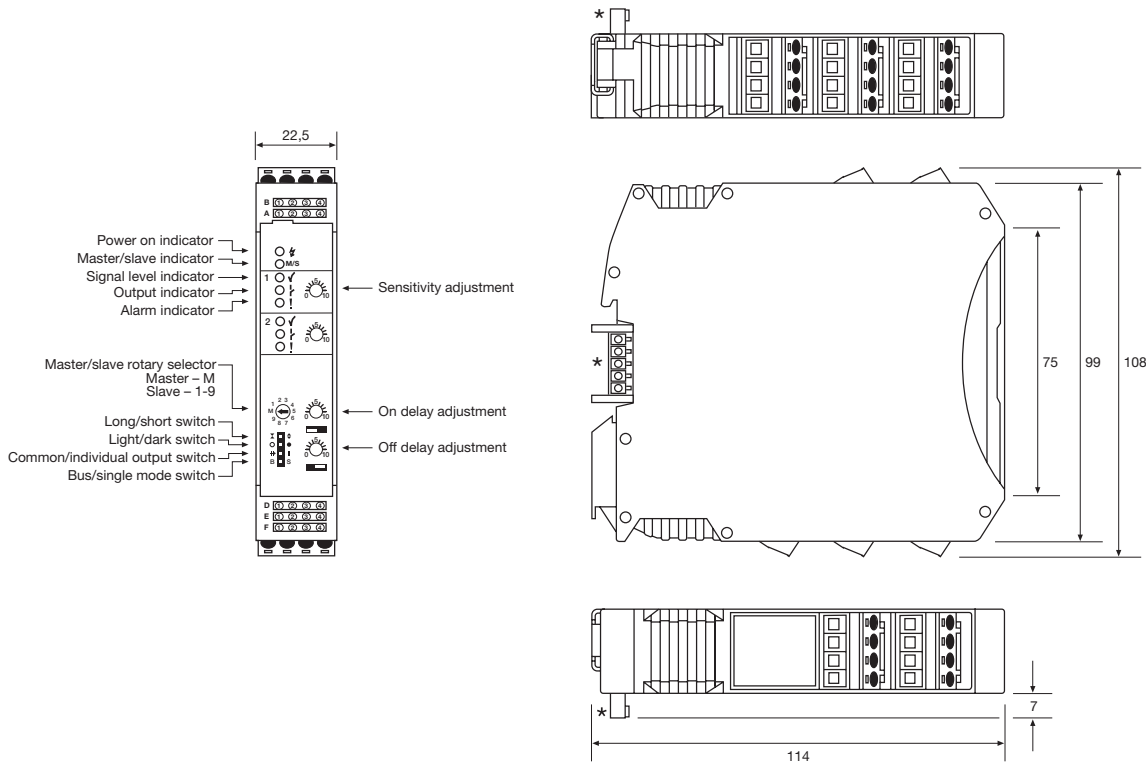 *
22,5
B 1 2 3 4
A 1 2 3 4
Power on indicator
Master/slave indicator
M/S
Signal level indicator
1
Output indicator
0 5 10
Sensitivity adjustment
Alarm indicator
2
0 5 10
Master/slave rotary selector
Master – M
Slave – 1-9
M 1 2 3 4 5 6 7 8 9
0 5 10
On delay adjustment
Long/short switch
Light/dark switch
0 5 10
Off delay adjustment
Common/individual output switch
B S
Bus/single mode switch
D 1 2 3 4
E 1 2 3 4
F 1 2 3 4
*
75
99
108
*
7
114